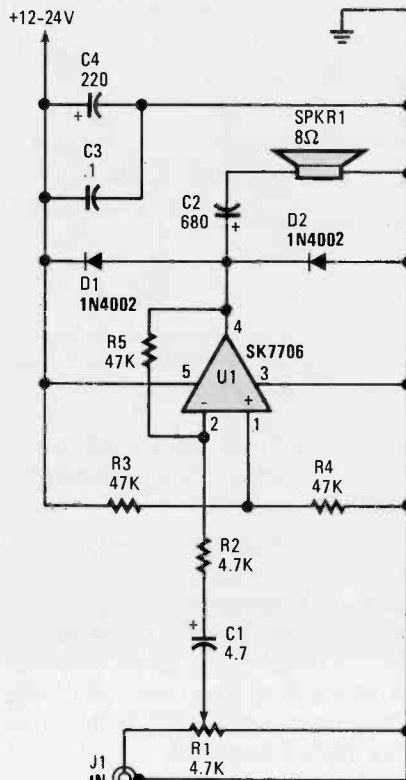 +12-24V
C4
220
+
SPKR1
8Ω
C3
.1
C2
680
+
D2
1N4002
D1
1N4002
4
SK7706
R5
47K
5
U1
3
-
+
2
1
R3
47K
R4
47K
R2
4.7K
+
C1
4.7
J1
IN
R1
4.7K